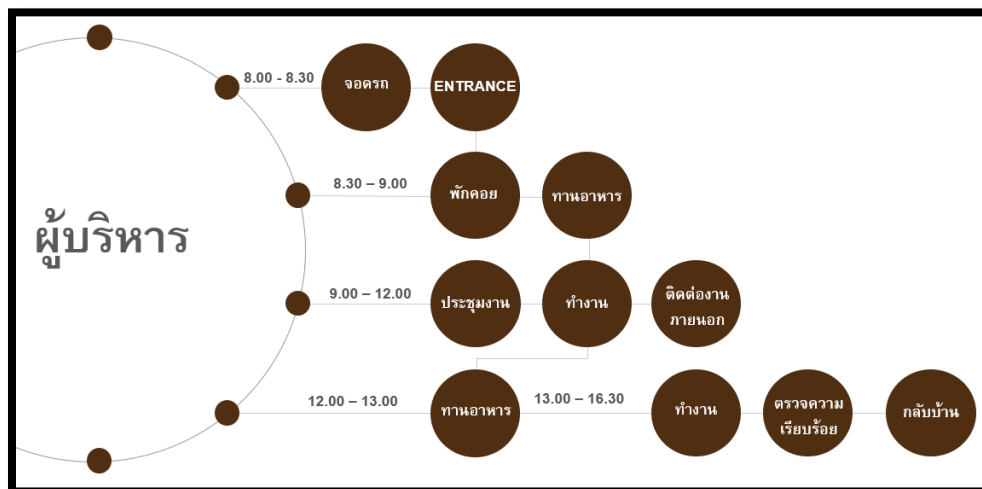 8.00 - 8.30
จอดรถ
ENTRANCE
8.30 – 9.00
พักคอย
ทานอาหาร
ผู้บริหาร
9.00 – 12.00
ประชุมงาน
ทำงาน
ติดต่องาน
ภายนอก
12.00 – 13.00
ทานอาหาร
13.00 – 16.30
ทำงาน
ตรวจความ
เรียบร้อย
กลับบ้าน